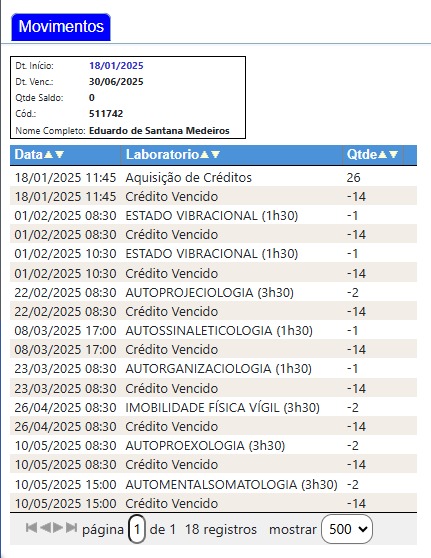 Movimentos
Dt. Início: 18/01/2025
Dt. Venc.: 30/06/2025
Qtde Saldo: 0
Cód.: 511742
Nome Completo: Eduardo de Santana Medeiros
Data▲▼ Laboratorio▲▼ Qtde▲▼
18/01/2025 11:45 Aquisição de Créditos 26
18/01/2025 11:45 Crédito Vencido -14
01/02/2025 08:30 ESTADO VIBRACIONAL (1h30) -1
01/02/2025 08:30 Crédito Vencido -14
01/02/2025 10:30 ESTADO VIBRACIONAL (1h30) -1
01/02/2025 10:30 Crédito Vencido -14
22/02/2025 08:30 AUTOPROJECIOLOGIA (3h30) -2
22/02/2025 08:30 Crédito Vencido -14
08/03/2025 17:00 AUTOSSINALETICOLOGIA (1h30) -1
08/03/2025 17:00 Crédito Vencido -14
23/03/2025 08:30 AUTORGANIZACIOLOGIA (1h30) -1
23/03/2025 08:30 Crédito Vencido -14
26/04/2025 08:30 IMOBILIDADE FÍSICA VÍGIL (3h30) -2
26/04/2025 08:30 Crédito Vencido -14
10/05/2025 08:30 AUTOPROEXOLOGIA (3h30) -2
10/05/2025 08:30 Crédito Vencido -14
10/05/2025 15:00 AUTOMENTALSOMATOLOGIA (3h30) -2
10/05/2025 15:00 Crédito Vencido -14
página 1 de 1 18 registros mostrar 500